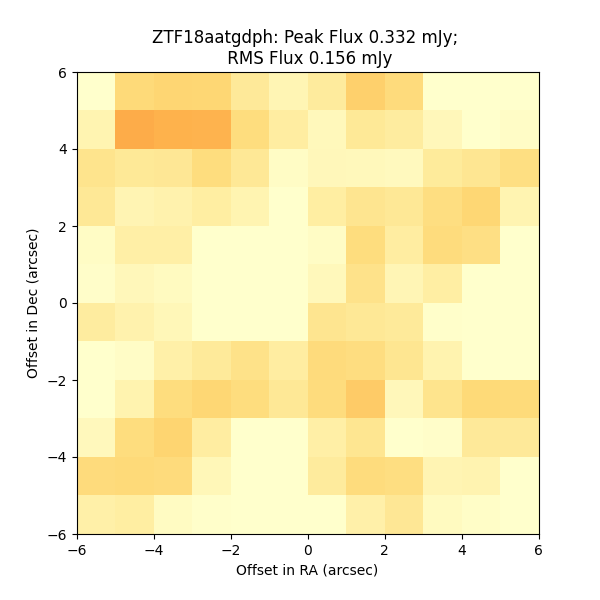 ZTF18aatgdph: Peak Flux 0.332 mJy;
RMS Flux 0.156 mJy
6
4
2
0
−2
−4
−6
Offset in Dec (arcsec)
−6 −4 −2 0 2 4 6
Offset in RA (arcsec)